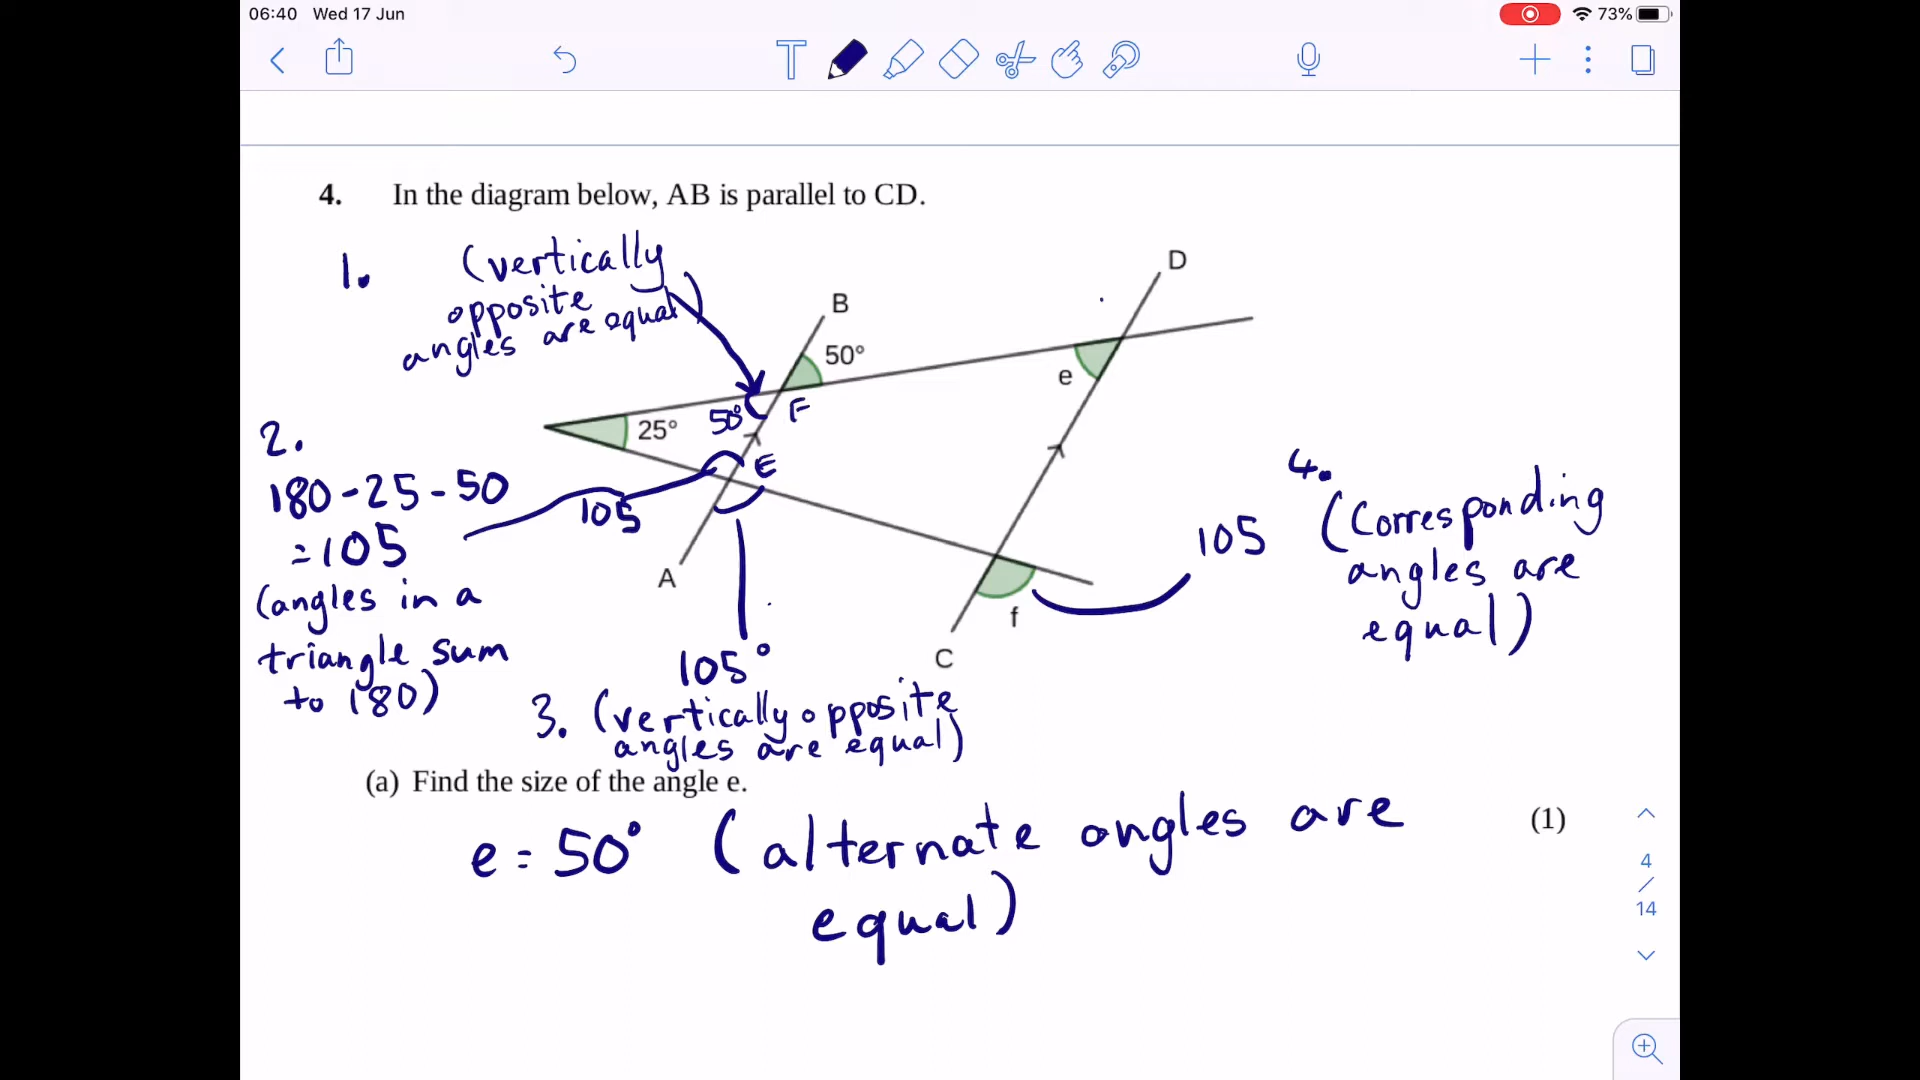 06:40 Wed 17 Jun
73%
4. In the diagram below, AB is parallel to CD.
1. (vertically
opposite
angles are equal)
D
B
50°
e
F
50°
25°
E
2.
180-25-50
=105
(angles in a
triangle sum
to 180)
105
4.
105 (Corresponding
angles are
equal)
A
f
C
105°
3. (vertically opposite
angles are equal)
(a) Find the size of the angle e.
(1)
e = 50° (alternate angles are
equal)
4
/
14